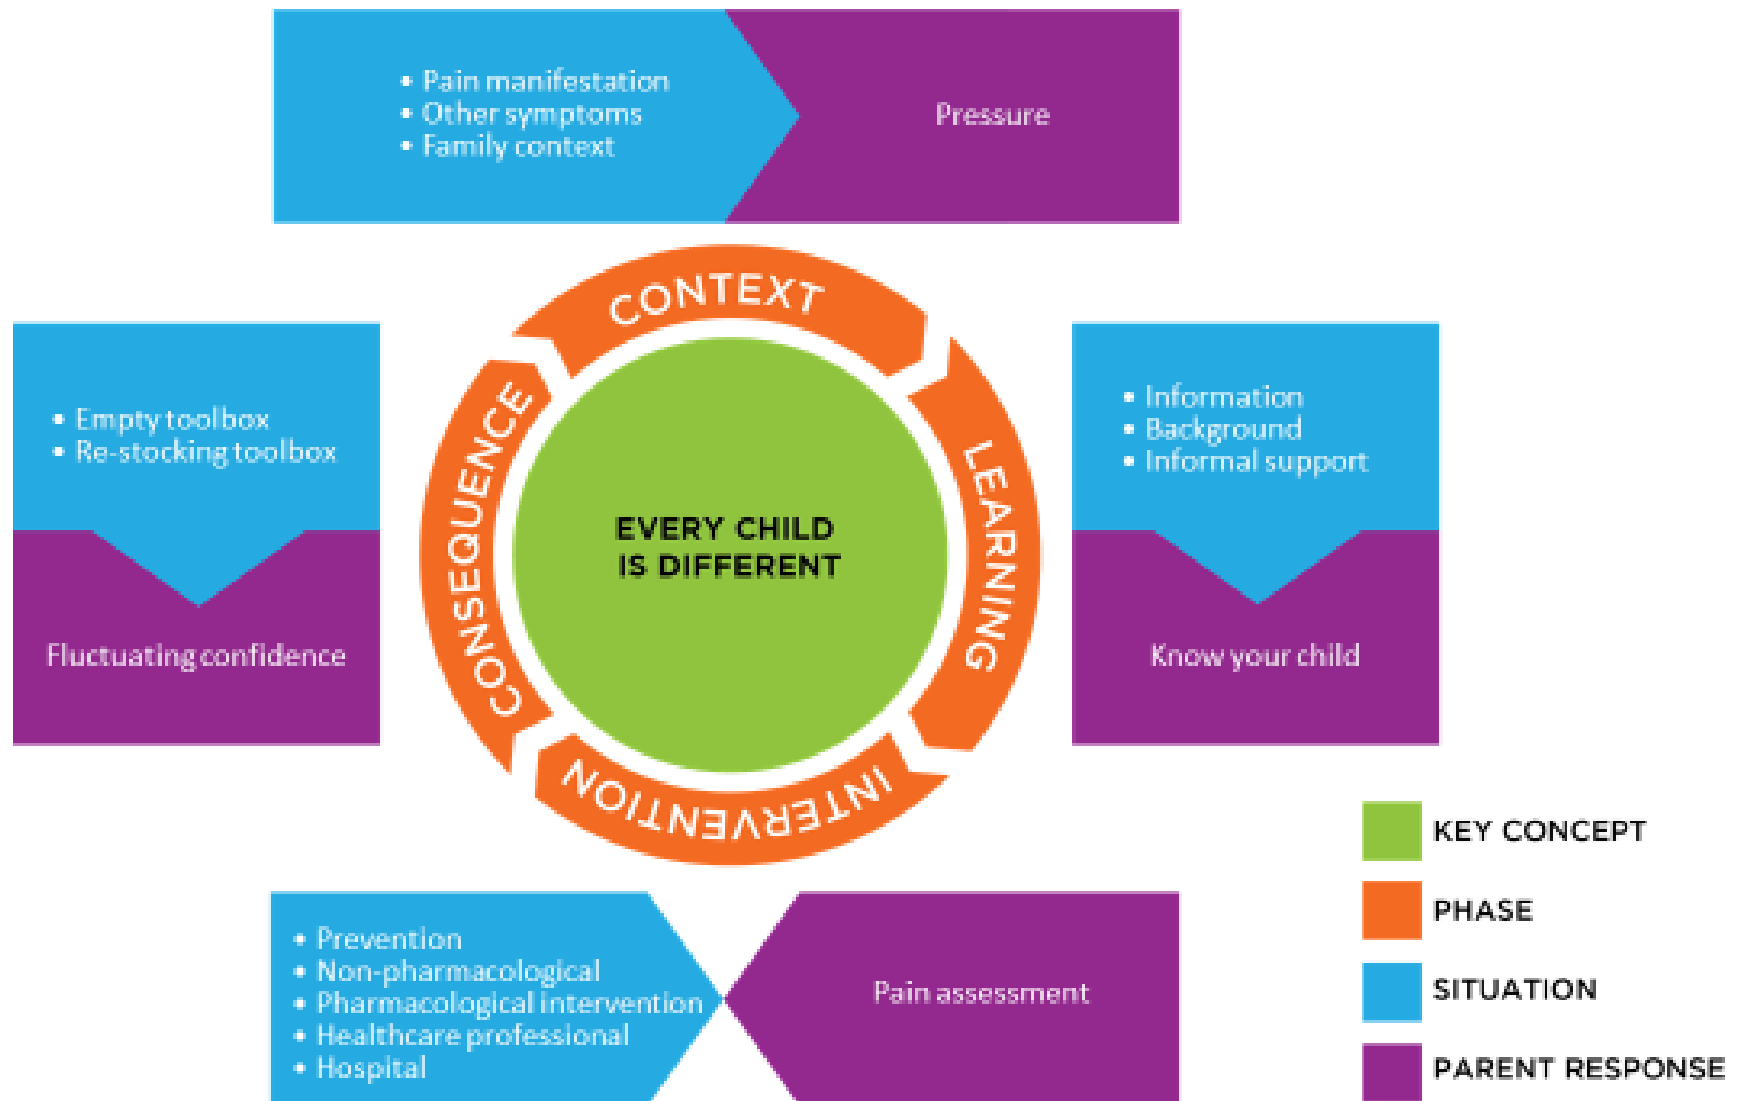 • Pain manifestation
• Other symptoms
• Family context
Pressure
CONTEXT
LEARNING
INTERVENTION
CONSEQUENCE
EVERY CHILD
IS DIFFERENT
• Empty toolbox
• Re-stocking toolbox
Fluctuating confidence
• Information
• Background
• Informal support
Know your child
• Prevention
• Non-pharmacological
• Pharmacological intervention
• Healthcare professional
• Hospital
Pain assessment
KEY CONCEPT
PHASE
SITUATION
PARENT RESPONSE